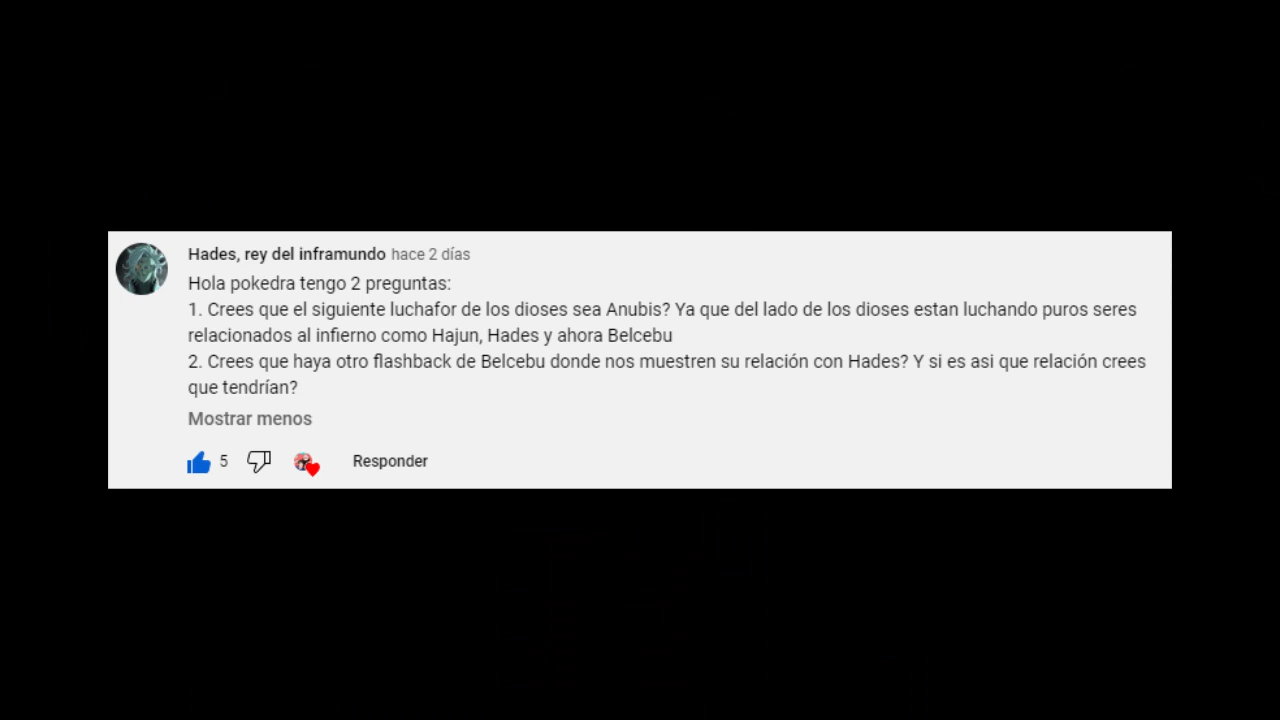 Hades, rey del inframundo hace 2 días
Hola pokedra tengo 2 preguntas:
1. Crees que el siguiente luchafor de los dioses sea Anubis? Ya que del lado de los dioses estan luchando puros seres
relacionados al infierno como Hajun, Hades y ahora Belcebu
2. Crees que haya otro flashback de Belcebu donde nos muestren su relación con Hades? Y si es asi que relación crees
que tendrían?
Mostrar menos
5 Responder